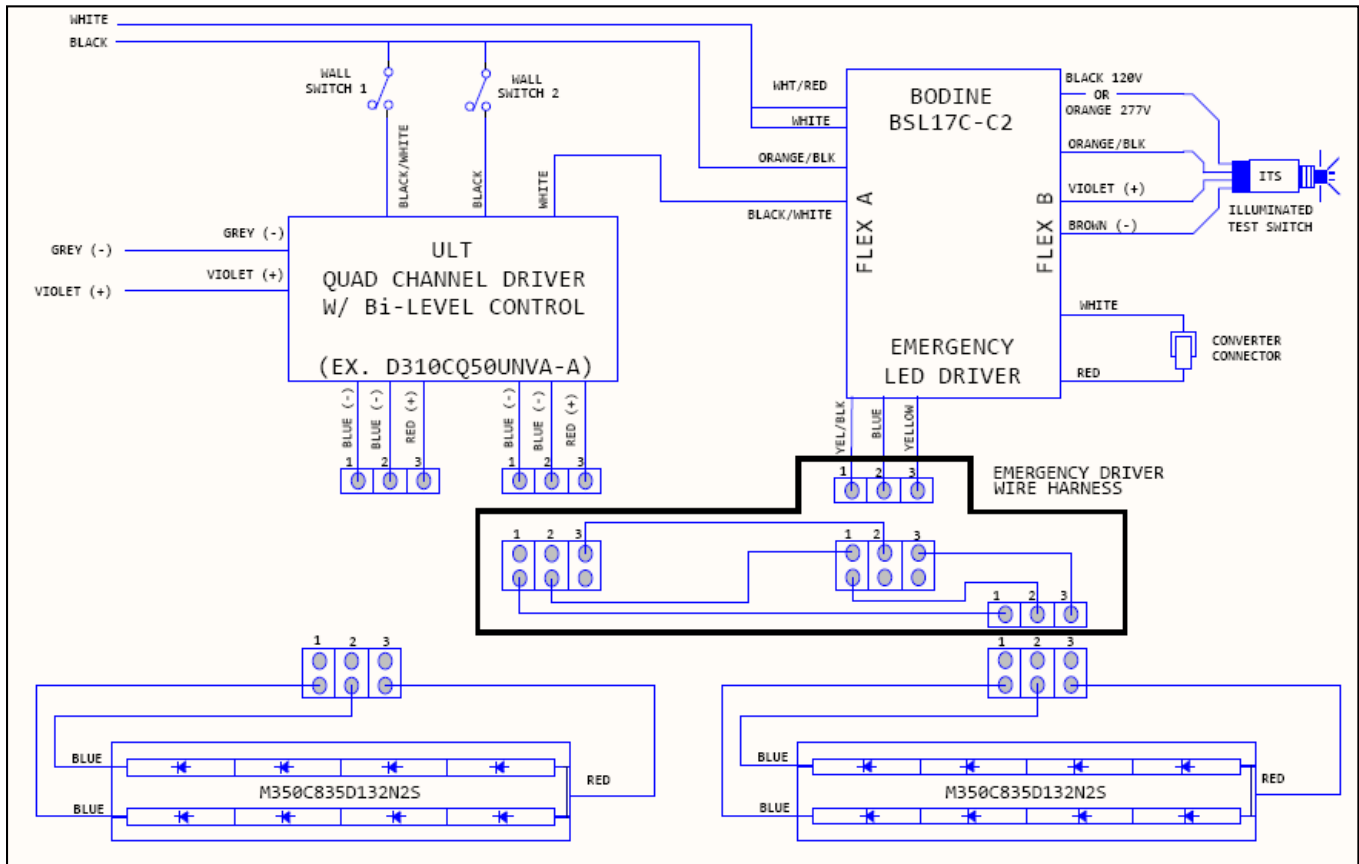 WHITE
BLACK
WALL
SWITCH 1
WALL
SWITCH 2
BLACK/WHITE
BLACK
WHITE
GREY (-)
GREY (-)
VIOLET (+)
VIOLET (+)
ULT
QUAD CHANNEL DRIVER
W/ Bi-LEVEL CONTROL
(EX. D310CQ50UNVA-A)
BLUE (-)
BLUE (-)
RED (+)
BLUE (-)
BLUE (-)
RED (+)
1 2 3
1 2 3
WHT/RED
WHITE
ORANGE/BLK
BLACK/WHITE
BODINE
BSL17C-C2
FLEX A
FLEX B
EMERGENCY
LED DRIVER
BLACK 120V
OR
ORANGE 277V
ORANGE/BLK
VIOLET (+)
BROWN (-)
ITS
ILLUMINATED
TEST SWITCH
WHITE
RED
CONVERTER
CONNECTOR
YEL/BLK
BLUE
YELLOW
1 2 3
EMERGENCY DRIVER
WIRE HARNESS
1 2 3
1 2 3
1 2 3
1 2 3
BLUE
BLUE
RED
M350C835D132N2S
1 2 3
BLUE
BLUE
RED
M350C835D132N2S